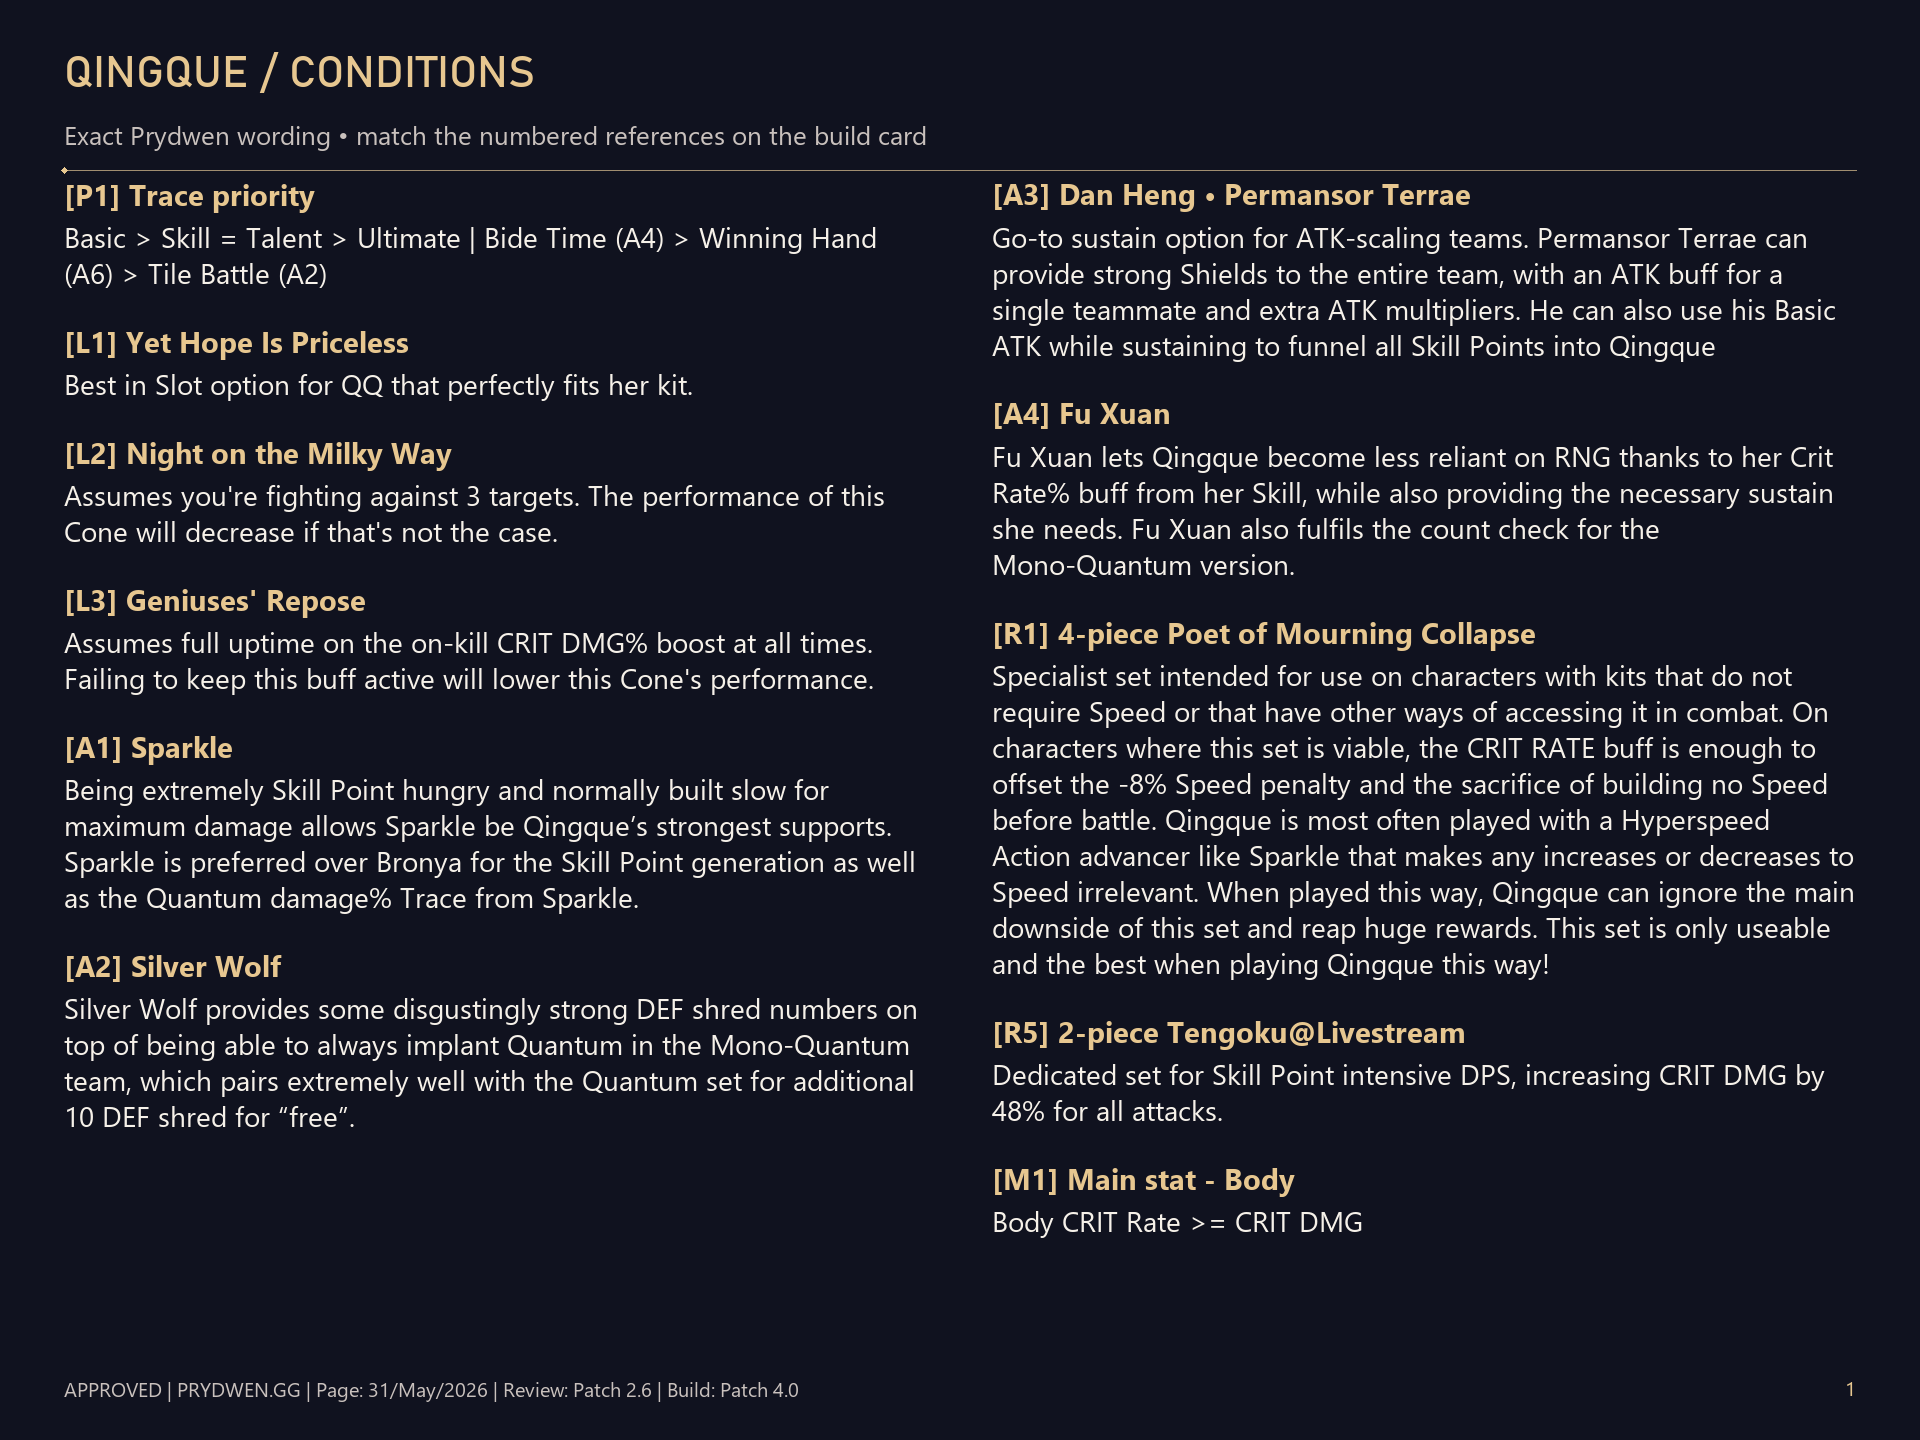 QINGQUE / CONDITIONS
Exact Prydwen wording • match the numbered references on the build card
[P1] Trace priority
Basic > Skill = Talent > Ultimate | Bide Time (A4) > Winning Hand
(A6) > Tile Battle (A2)
[L1] Yet Hope Is Priceless
Best in Slot option for QQ that perfectly fits her kit.
[L2] Night on the Milky Way
Assumes you're fighting against 3 targets. The performance of this
Cone will decrease if that's not the case.
[L3] Geniuses' Repose
Assumes full uptime on the on-kill CRIT DMG% boost at all times.
Failing to keep this buff active will lower this Cone's performance.
[A1] Sparkle
Being extremely Skill Point hungry and normally built slow for
maximum damage allows Sparkle be Qingque’s strongest supports.
Sparkle is preferred over Bronya for the Skill Point generation as well
as the Quantum damage% Trace from Sparkle.
[A2] Silver Wolf
Silver Wolf provides some disgustingly strong DEF shred numbers on
top of being able to always implant Quantum in the Mono-Quantum
team, which pairs extremely well with the Quantum set for additional
10 DEF shred for “free”.
[A3] Dan Heng • Permansor Terrae
Go-to sustain option for ATK-scaling teams. Permansor Terrae can
provide strong Shields to the entire team, with an ATK buff for a
single teammate and extra ATK multipliers. He can also use his Basic
ATK while sustaining to funnel all Skill Points into Qingque
[A4] Fu Xuan
Fu Xuan lets Qingque become less reliant on RNG thanks to her Crit
Rate% buff from her Skill, while also providing the necessary sustain
she needs. Fu Xuan also fulfils the count check for the
Mono-Quantum version.
[R1] 4-piece Poet of Mourning Collapse
Specialist set intended for use on characters with kits that do not
require Speed or that have other ways of accessing it in combat. On
characters where this set is viable, the CRIT RATE buff is enough to
offset the -8% Speed penalty and the sacrifice of building no Speed
before battle. Qingque is most often played with a Hyperspeed
Action advancer like Sparkle that makes any increases or decreases to
Speed irrelevant. When played this way, Qingque can ignore the main
downside of this set and reap huge rewards. This set is only useable
and the best when playing Qingque this way!
[R5] 2-piece Tengoku@Livestream
Dedicated set for Skill Point intensive DPS, increasing CRIT DMG by
48% for all attacks.
[M1] Main stat - Body
Body CRIT Rate >= CRIT DMG
APPROVED | PRYDWEN.GG | Page: 31/May/2026 | Review: Patch 2.6 | Build: Patch 4.0
1